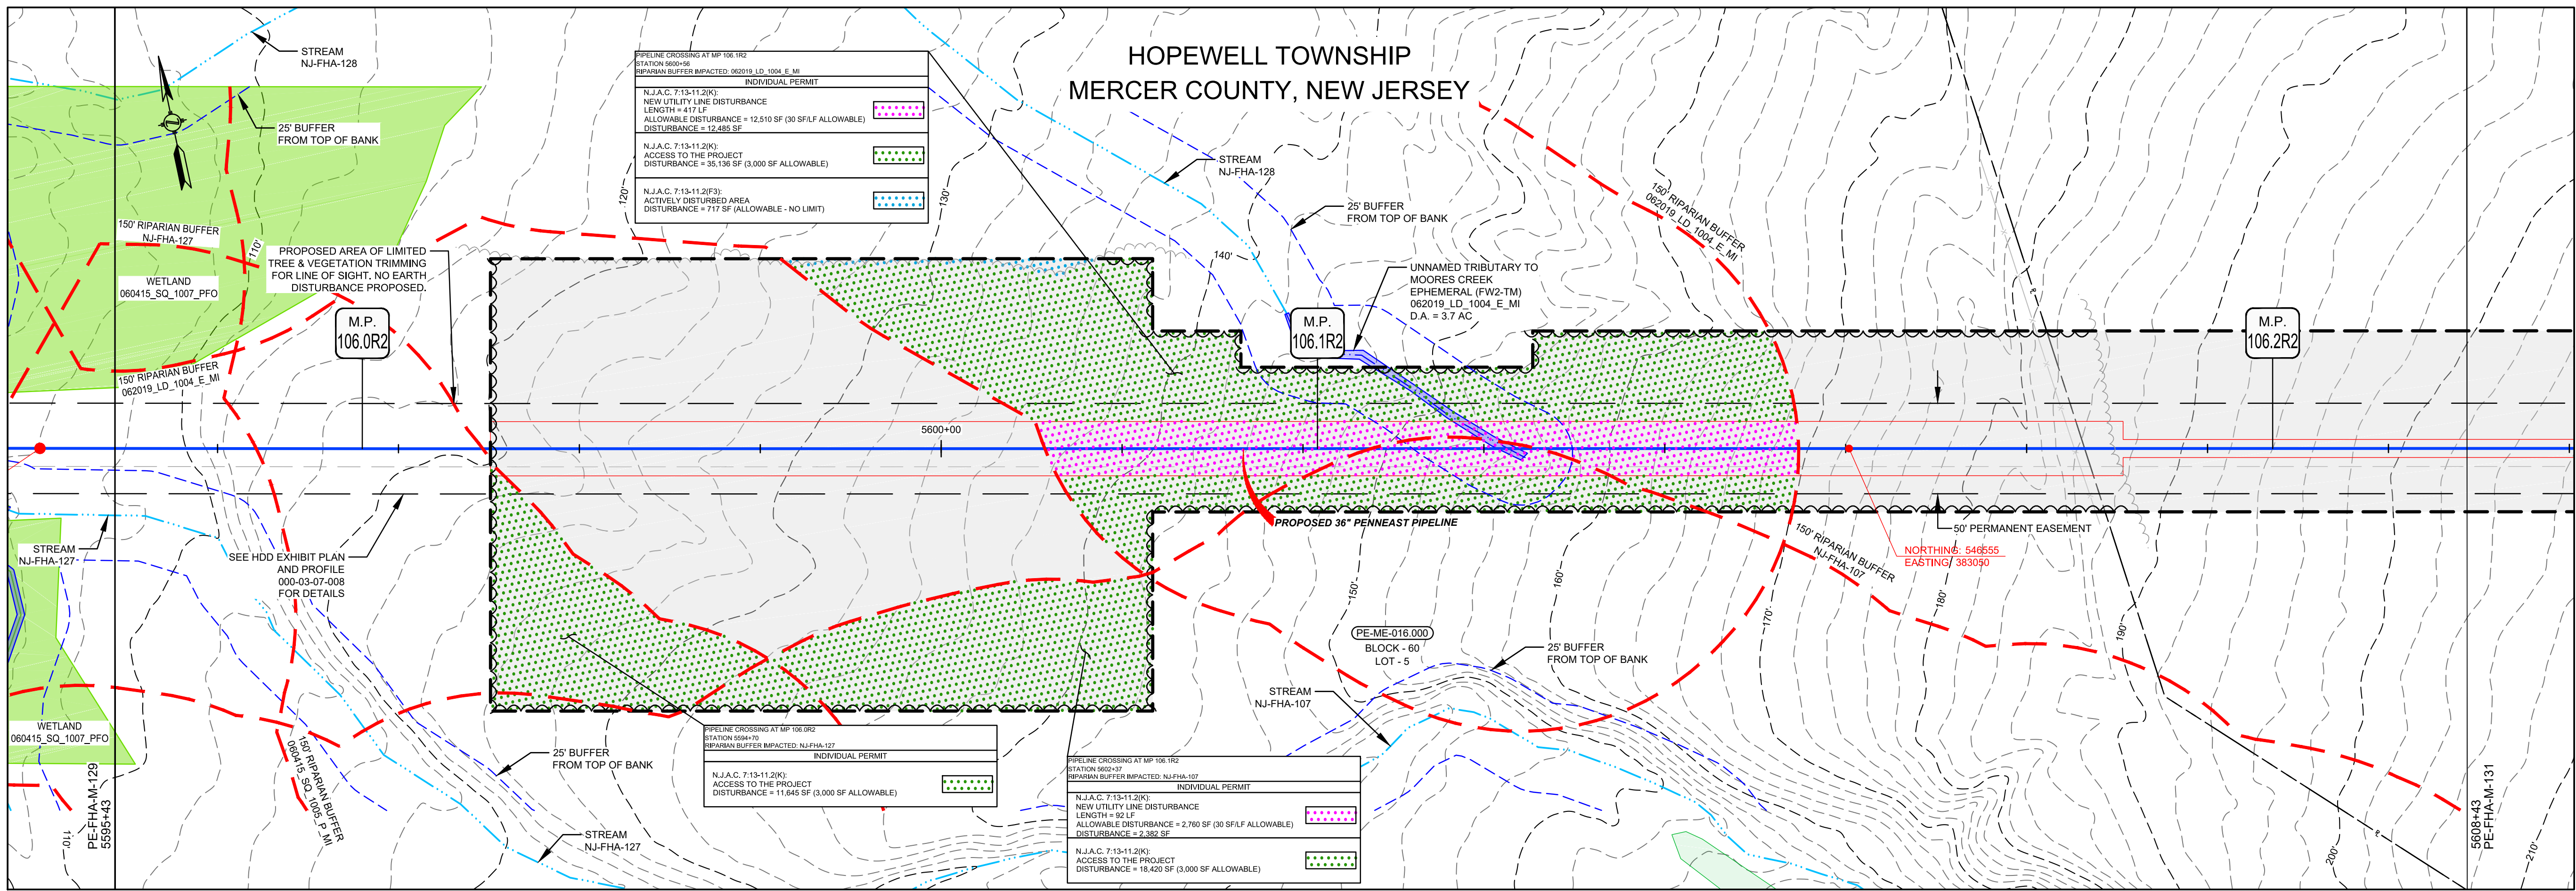 HOPEWELL TOWNSHIP
MERCER COUNTY, NEW JERSEY
STREAM
NJ-FHA-128
25' BUFFER
FROM TOP OF BANK
PIPELINE CROSSING AT MP 106.1R2
STATION 5600+56
RIPARIAN BUFFER IMPACTED: 062019_LD_1004_E_MI
INDIVIDUAL PERMIT
N.J.A.C. 7:13-11.2(K):
NEW UTILITY LINE DISTURBANCE
LENGTH = 417 LF
ALLOWABLE DISTURBANCE = 12,510 SF (30 SF/LF ALLOWABLE)
DISTURBANCE = 12,485 SF
N.J.A.C. 7:13-11.2(K):
ACCESS TO THE PROJECT
DISTURBANCE = 35,136 SF (3,000 SF ALLOWABLE)
N.J.A.C. 7:13-11.2(F3):
ACTIVELY DISTURBED AREA
DISTURBANCE = 717 SF (ALLOWABLE - NO LIMIT)
Z
120'
130'
STREAM
NJ-FHA-128
25' BUFFER
FROM TOP OF BANK
140'
150' RIPARIAN BUFFER
062019_LD_1004_E_MI
150' RIPARIAN BUFFER
NJ-FHA-127
110'
WETLAND
060415_SQ_1007_PFO
PROPOSED AREA OF LIMITED
TREE & VEGETATION TRIMMING
FOR LINE OF SIGHT, NO EARTH
DISTURBANCE PROPOSED.
UNNAMED TRIBUTARY TO
MOORES CREEK
EPHEMERAL (FW2-TM)
062019_LD_1004_E_MI
D.A. = 3.7 AC
M.P.
106.0R2
M.P.
106.1R2
M.P.
106.2R2
150' RIPARIAN BUFFER
062019_LD_1004_E_MI
5600+00
PROPOSED 36" PENNEAST PIPELINE
50' PERMANENT EASEMENT
150' RIPARIAN BUFFER
NJ-FHA-107
NORTHING: 546555
EASTING: 383050
STREAM
NJ-FHA-127
SEE HDD EXHIBIT PLAN
AND PROFILE
000-03-07-008
FOR DETAILS
150'
160'
170'
180'
190'
PE-ME-016.000
BLOCK - 60
LOT - 5
25' BUFFER
FROM TOP OF BANK
STREAM
NJ-FHA-107
WETLAND
060415_SQ_1007_PFO
150' RIPARIAN BUFFER
060415_SQ_1005_P_MI
25' BUFFER
FROM TOP OF BANK
PIPELINE CROSSING AT MP 106.0R2
STATION 5594+70
RIPARIAN BUFFER IMPACTED: NJ-FHA-127
INDIVIDUAL PERMIT
N.J.A.C. 7:13-11.2(K):
ACCESS TO THE PROJECT
DISTURBANCE = 11,645 SF (3,000 SF ALLOWABLE)
PIPELINE CROSSING AT MP 106.1R2
STATION 5602+37
RIPARIAN BUFFER IMPACTED: NJ-FHA-107
INDIVIDUAL PERMIT
N.J.A.C. 7:13-11.2(K):
NEW UTILITY LINE DISTURBANCE
LENGTH = 92 LF
ALLOWABLE DISTURBANCE = 2,760 SF (30 SF/LF ALLOWABLE)
DISTURBANCE = 2,382 SF
N.J.A.C. 7:13-11.2(K):
ACCESS TO THE PROJECT
DISTURBANCE = 18,420 SF (3,000 SF ALLOWABLE)
STREAM
NJ-FHA-127
110'
PE-FHA-M-129
5595+43
200'
5608+43
PE-FHA-M-131
210'